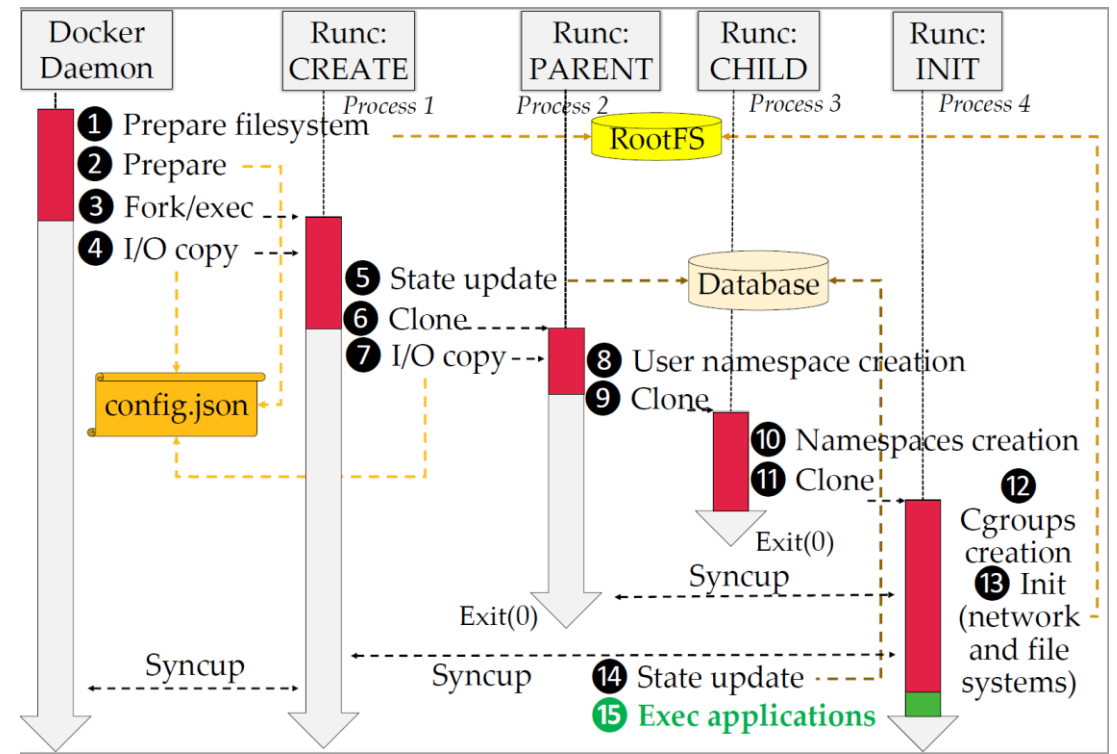 Docker
Daemon
Runc:
CREATE
Runc:
PARENT
Runc:
CHILD
Runc:
INIT
Process 1
Process 2
Process 3
Process 4
1 Prepare filesystem
RootFS
2 Prepare
3 Fork/exec
4 I/O copy
5 State update
Database
6 Clone
7 I/O copy
8 User namespace creation
config.json
9 Clone
10 Namespaces creation
11 Clone
12
Cgroups
creation
Exit(0)
Syncup
13 Init
(network
and file
systems)
Exit(0)
Syncup
Syncup
14 State update
15 Exec applications